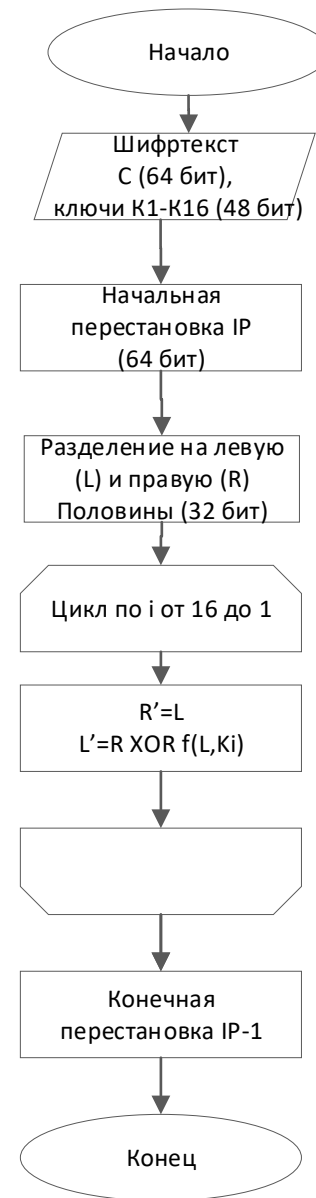 Начало
Шифртекст
С (64 бит),
ключи К1-К16 (48 бит)
Начальная
перестановка IP
(64 бит)
Разделение на левую
(L) и правую (R)
Половины (32 бит)
Цикл по i от 16 до 1
R’=L
L’=R XOR f(L,Ki)
Конечная
перестановка IP-1
Конец